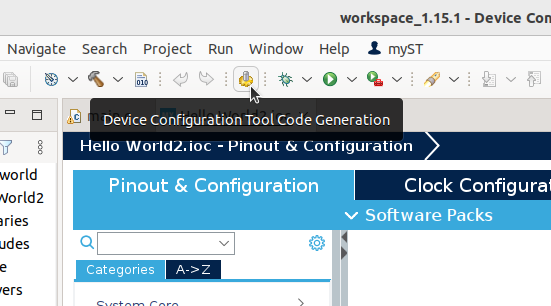 workspace_1.15.1 - Device Con
Navigate Search Project Run Window Help myST
010
Device Configuration Tool Code Generation
Hello World2.ioc - Pinout & Configuration
world
World2
aries
udes
e
vers
Pinout & Configuration
Clock Configurat
Software Packs
Categories A->Z
System Core